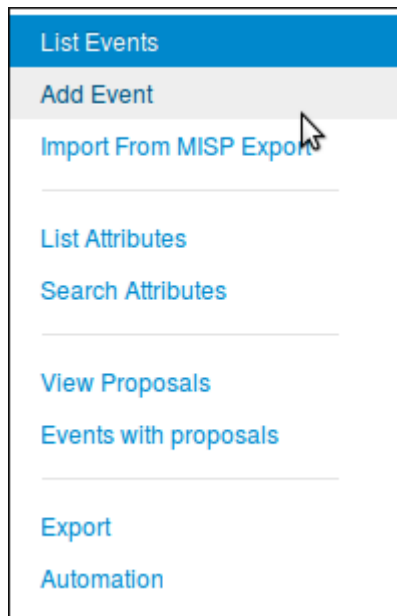 List Events
Add Event
Import From MISP Export
List Attributes
Search Attributes
View Proposals
Events with proposals
Export
Automation